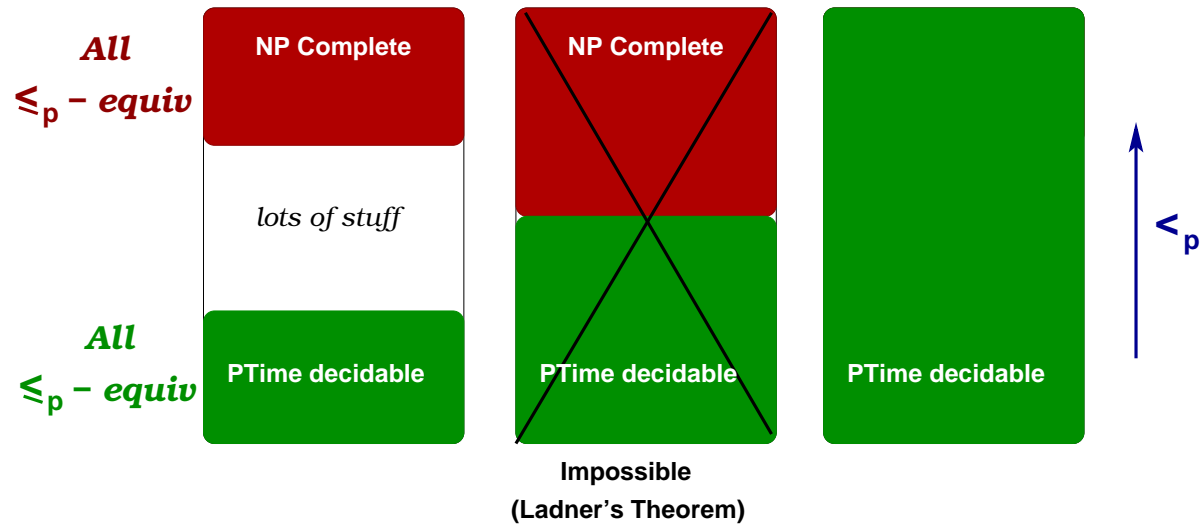 All
≤p – equiv
NP Complete
lots of stuff
All
≤p – equiv
PTime decidable
NP Complete
PTime decidable
Impossible
(Ladner's Theorem)
PTime decidable
<p